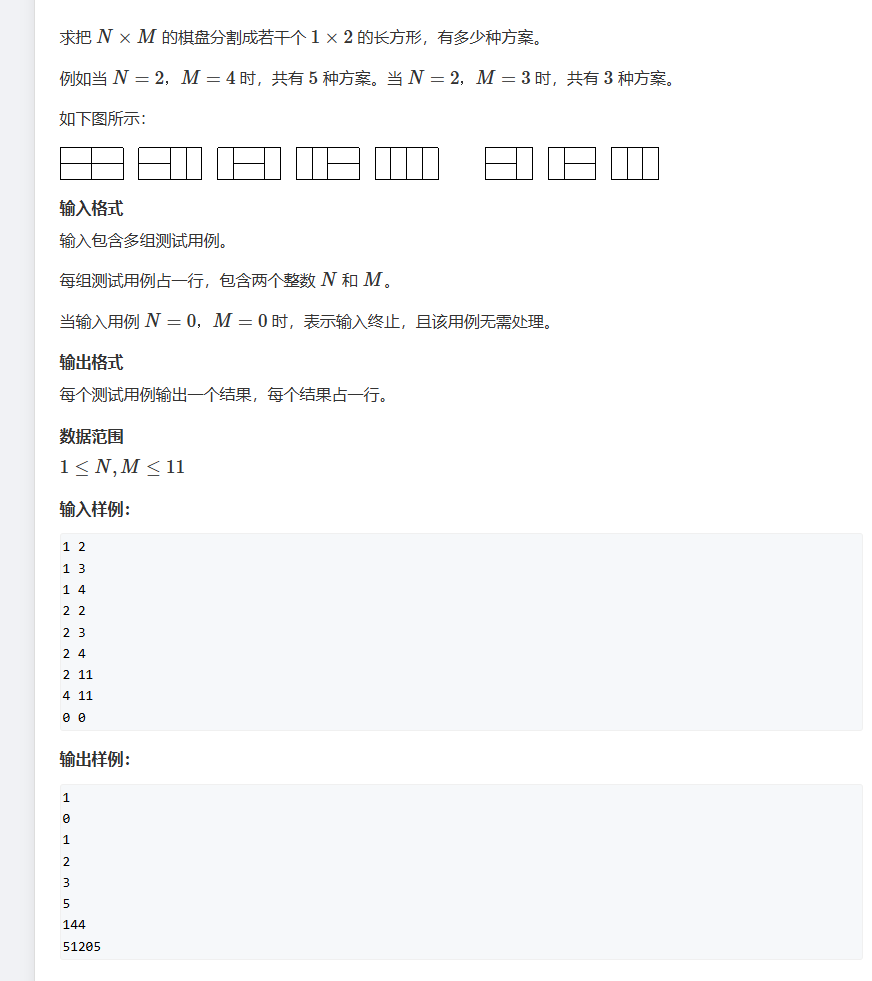 求把 N × M 的棋盘分割成若干个 1 × 2 的长方形，有多少种方案。
例如当 N = 2，M = 4 时，共有 5 种方案。当 N = 2，M = 3 时，共有 3 种方案。
如下图所示：
输入格式
输入包含多组测试用例。
每组测试用例占一行，包含两个整数 N 和 M。
当输入用例 N = 0，M = 0 时，表示输入终止，且该用例无需处理。
输出格式
每个测试用例输出一个结果，每个结果占一行。
数据范围
1 ≤ N, M ≤ 11
输入样例：
1 2
1 3
1 4
2 2
2 3
2 4
2 11
4 11
0 0
输出样例：
1
0
1
2
3
5
144
51205